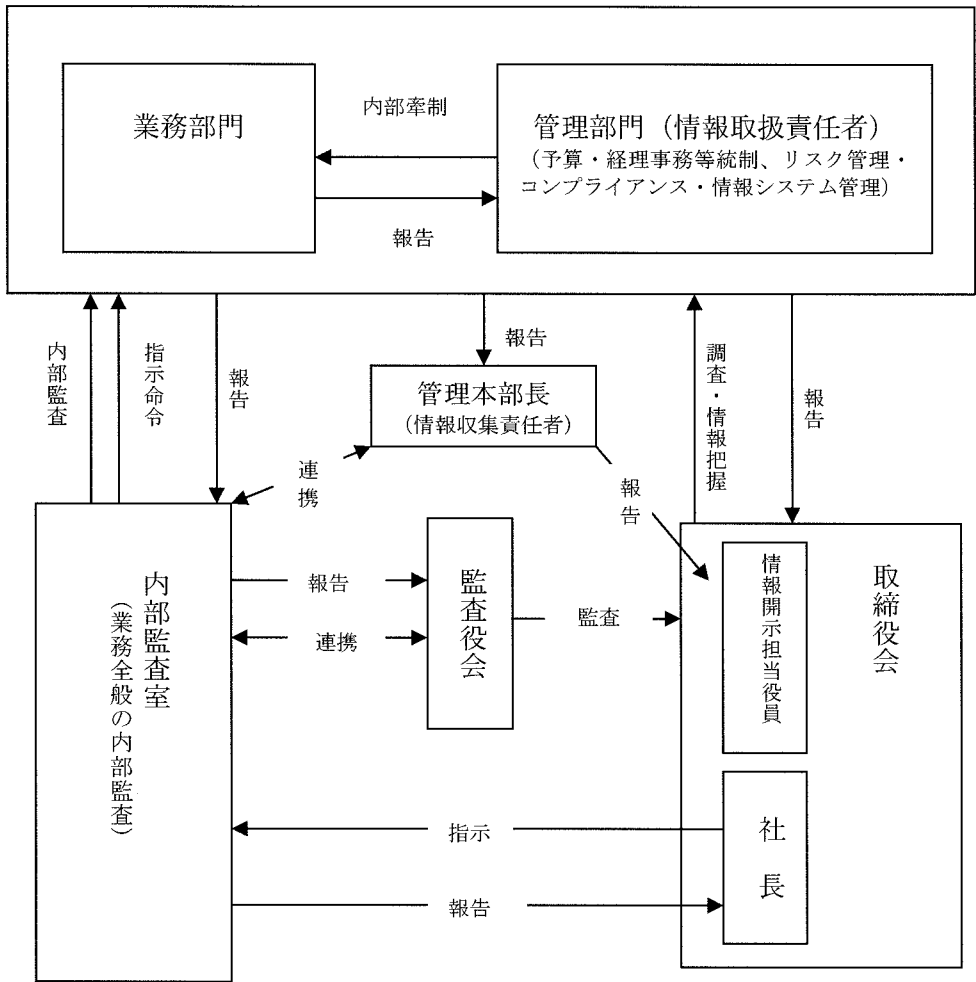 業務部門
内部牽制
報告
管理部門（情報取扱責任者）
（予算・経理事務等統制、リスク管理・
コンプライアンス・情報システム管理）
内部監査
指示命令
報告
報告
管理本部長
（情報収集責任者）
調査・情報把握
報告
連携
報告
内部監査室
（業務全般の内部監査）
報告
連携
監査役会
監査
情報開示担当役員
取締役会
指示
社長
報告